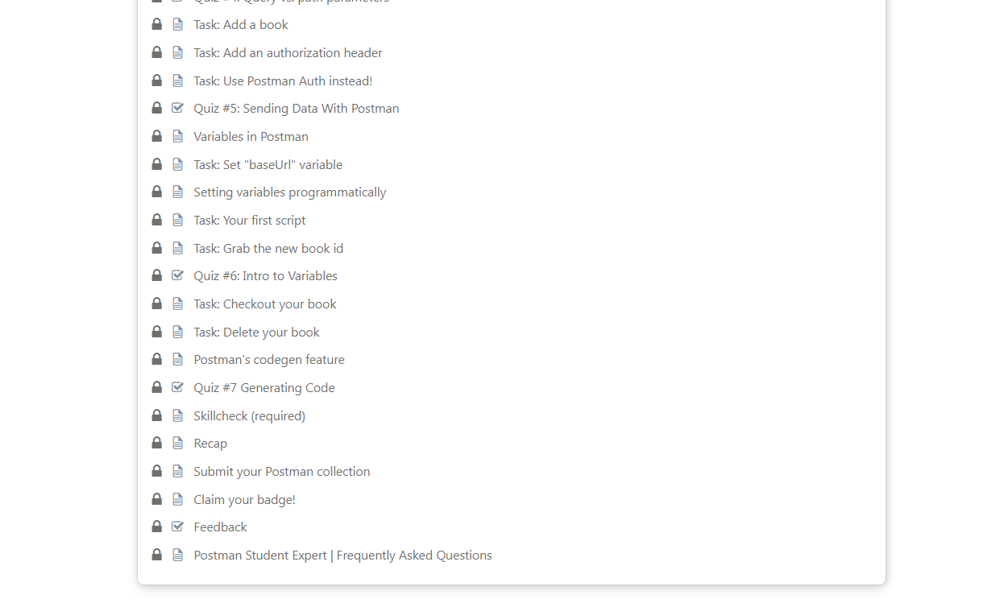 Quiz #4: Query vs. path parameters
Task: Add a book
Task: Add an authorization header
Task: Use Postman Auth instead!
Quiz #5: Sending Data With Postman
Variables in Postman
Task: Set "baseUrl" variable
Setting variables programmatically
Task: Your first script
Task: Grab the new book id
Quiz #6: Intro to Variables
Task: Checkout your book
Task: Delete your book
Postman's codegen feature
Quiz #7 Generating Code
Skillcheck (required)
Recap
Submit your Postman collection
Claim your badge!
Feedback
Postman Student Expert | Frequently Asked Questions